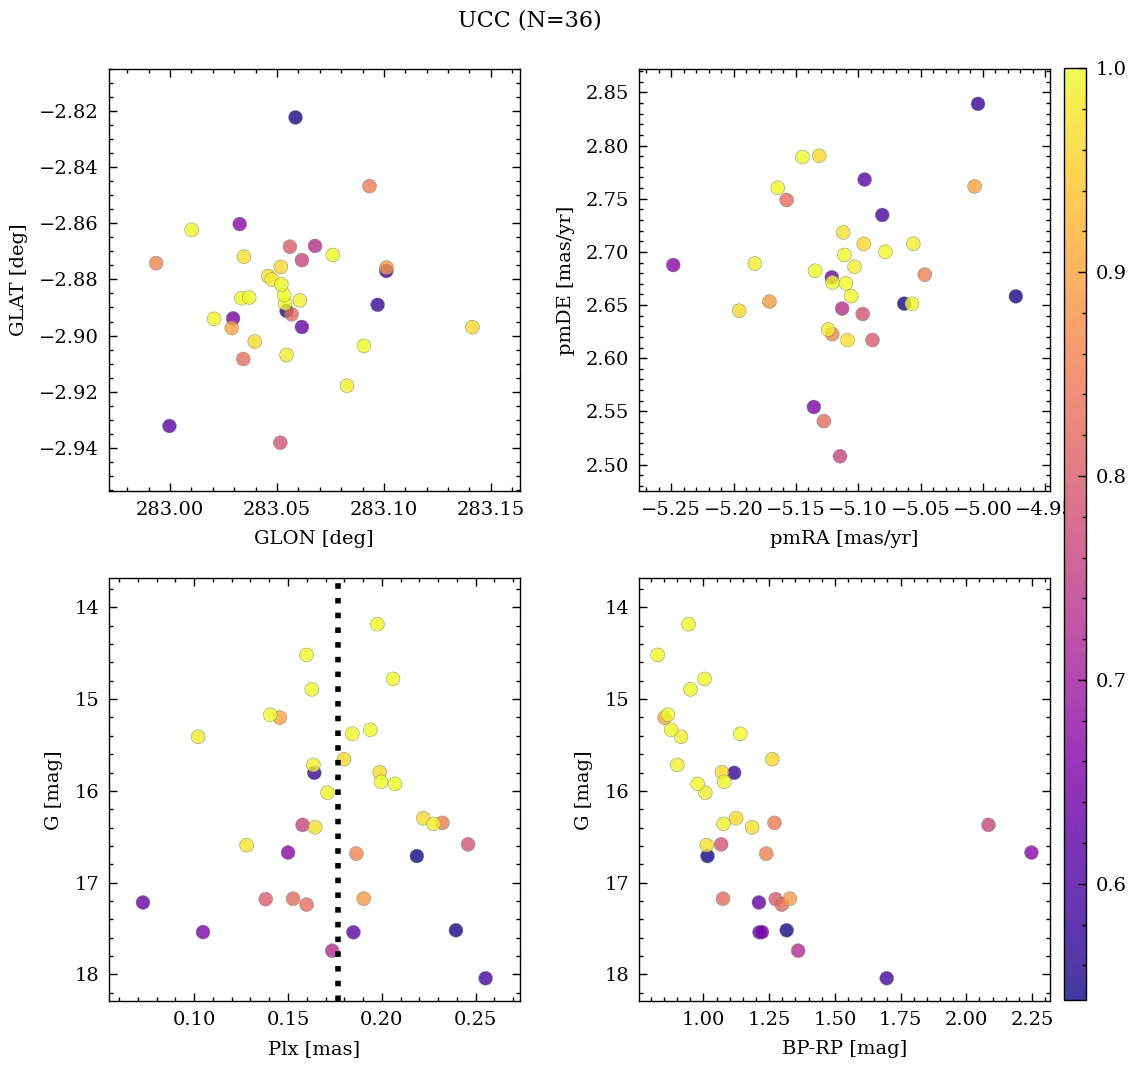 UCC (N=36)
−2.82
−2.84
−2.86
−2.88
−2.90
−2.92
−2.94
GLAT [deg]
283.00 283.05 283.10 283.15
GLON [deg]
2.85
2.80
2.75
2.70
2.65
2.60
2.55
2.50
pmDE [mas/yr]
−5.25 −5.20 −5.15 −5.10 −5.05 −5.00 −4.9
pmRA [mas/yr]
1.0
0.9
0.8
0.7
0.6
14
15
16
17
18
G [mag]
0.10 0.15 0.20 0.25
Plx [mas]
14
15
16
17
18
G [mag]
1.00 1.25 1.50 1.75 2.00 2.25
BP-RP [mag]